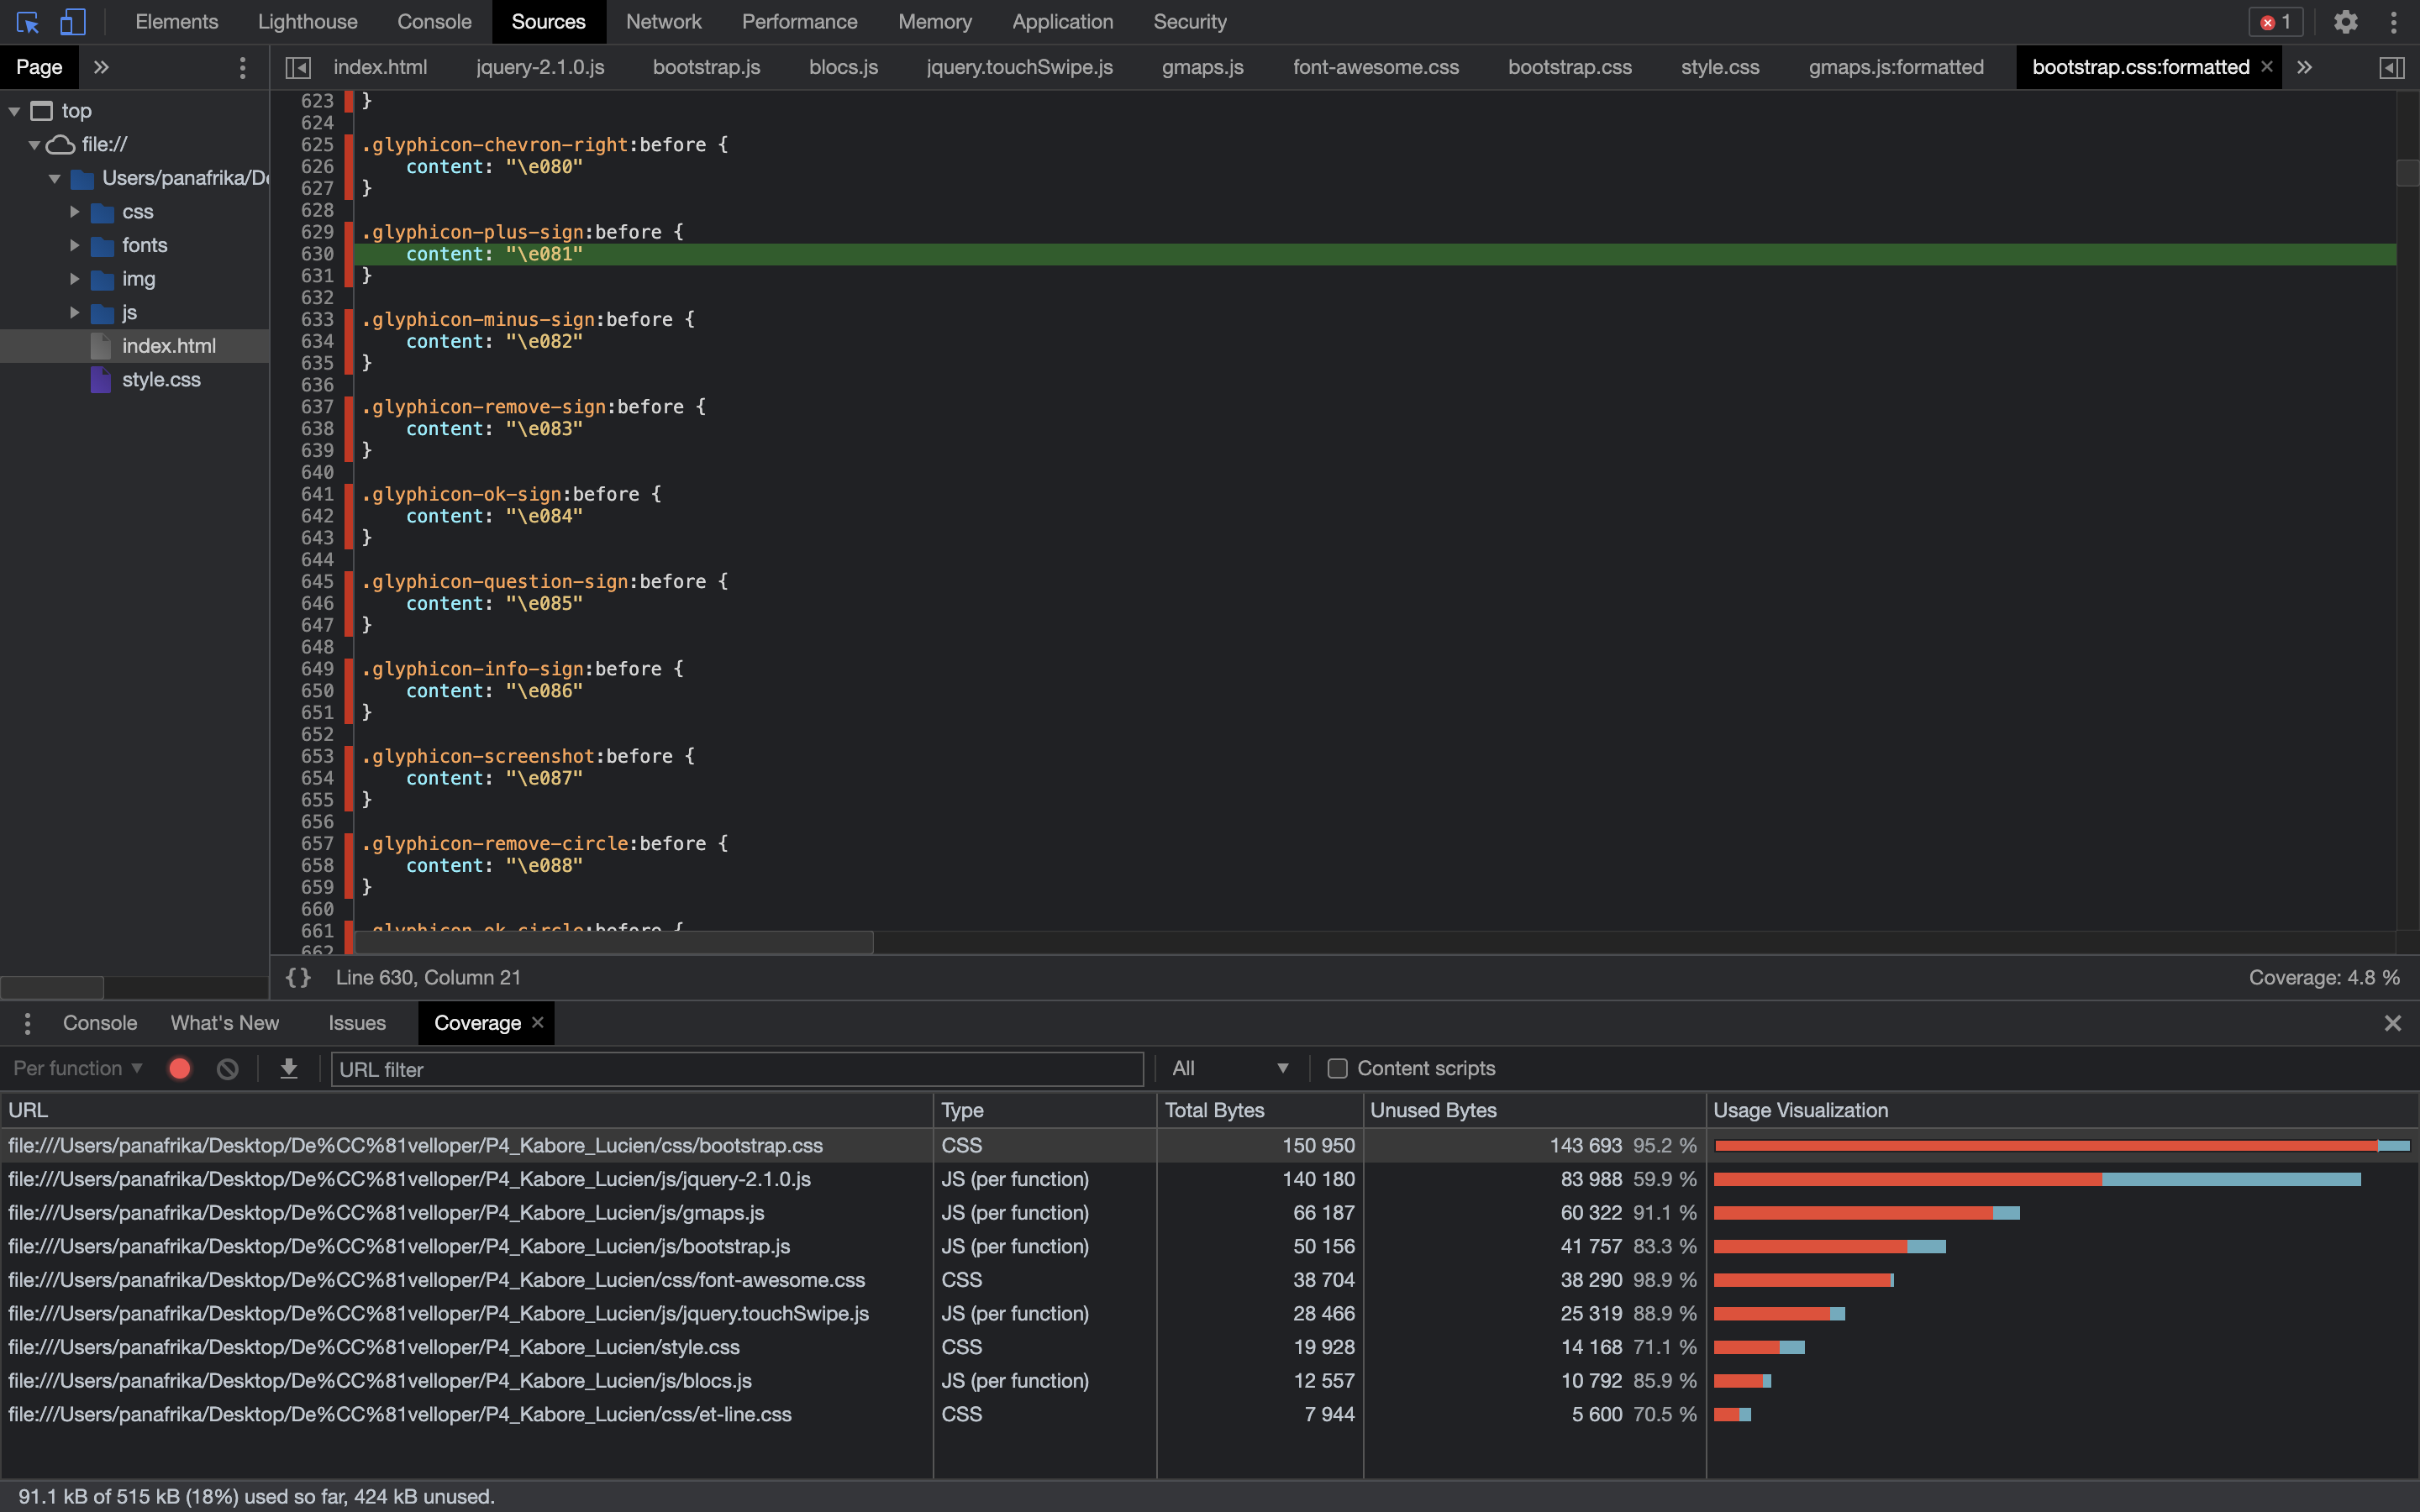 Elements Lighthouse Console Sources Network Performance Memory Application Security 1
Page » index.html jquery-2.1.0.js bootstrap.js blocs.js jquery.touchSwipe.js gmaps.js font-awesome.css bootstrap.css style.css gmaps.js:formatted bootstrap.css:formatted × »
top
file://
Users/panafrika/De
css
fonts
img
js
index.html
style.css
623 }
624
625 .glyphicon-chevron-right:before {
626 content: "\e080"
627 }
628
629 .glyphicon-plus-sign:before {
630 content: "\e081"
631 }
632
633 .glyphicon-minus-sign:before {
634 content: "\e082"
635 }
636
637 .glyphicon-remove-sign:before {
638 content: "\e083"
639 }
640
641 .glyphicon-ok-sign:before {
642 content: "\e084"
643 }
644
645 .glyphicon-question-sign:before {
646 content: "\e085"
647 }
648
649 .glyphicon-info-sign:before {
650 content: "\e086"
651 }
652
653 .glyphicon-screenshot:before {
654 content: "\e087"
655 }
656
657 .glyphicon-remove-circle:before {
658 content: "\e088"
659 }
660
661 .glyphicon-ok-circle:before {
662
{} Line 630, Column 21 Coverage: 4.8 %
Console What's New Issues Coverage ×
Per function URL filter All Content scripts
URL Type Total Bytes Unused Bytes Usage Visualization
file:///Users/panafrika/Desktop/De%CC%81velloper/P4_Kabore_Lucien/css/bootstrap.css CSS 150 950 143 693 95.2 %
file:///Users/panafrika/Desktop/De%CC%81velloper/P4_Kabore_Lucien/js/jquery-2.1.0.js JS (per function) 140 180 83 988 59.9 %
file:///Users/panafrika/Desktop/De%CC%81velloper/P4_Kabore_Lucien/js/gmaps.js JS (per function) 66 187 60 322 91.1 %
file:///Users/panafrika/Desktop/De%CC%81velloper/P4_Kabore_Lucien/js/bootstrap.js JS (per function) 50 156 41 757 83.3 %
file:///Users/panafrika/Desktop/De%CC%81velloper/P4_Kabore_Lucien/css/font-awesome.css CSS 38 704 38 290 98.9 %
file:///Users/panafrika/Desktop/De%CC%81velloper/P4_Kabore_Lucien/js/jquery.touchSwipe.js JS (per function) 28 466 25 319 88.9 %
file:///Users/panafrika/Desktop/De%CC%81velloper/P4_Kabore_Lucien/style.css CSS 19 928 14 168 71.1 %
file:///Users/panafrika/Desktop/De%CC%81velloper/P4_Kabore_Lucien/js/blocs.js JS (per function) 12 557 10 792 85.9 %
file:///Users/panafrika/Desktop/De%CC%81velloper/P4_Kabore_Lucien/css/et-line.css CSS 7 944 5 600 70.5 %
91.1 kB of 515 kB (18%) used so far, 424 kB unused.